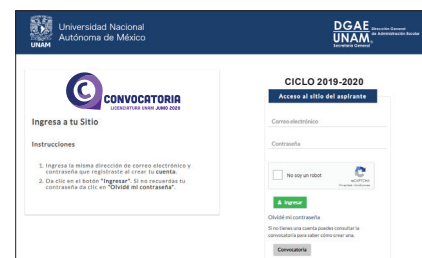 Universidad Nacional
Autónoma de México
UNAM
DGAE
UNAM
Dirección General
de Administración Escolar
Secretaría General
CONVOCATORIA
LICENCIATURA UNAM JUNIO 2020
Ingresa a tu Sitio
Instrucciones
1. Ingresa la misma dirección de correo electrónico y
contraseña que registraste al crear tu cuenta.
2. Da clic en el botón "Ingresar". Si no recuerdas tu
contraseña da clic en "Olvidé mi contraseña".
CICLO 2019-2020
Acceso al sitio del aspirante
Correo electrónico
Contraseña
No soy un robot
reCAPTCHA
Ingresar
Olvidé mi contraseña
Si no tienes una cuenta puedes consultar la
convocatoria para saber cómo crear una.
Convocatoria